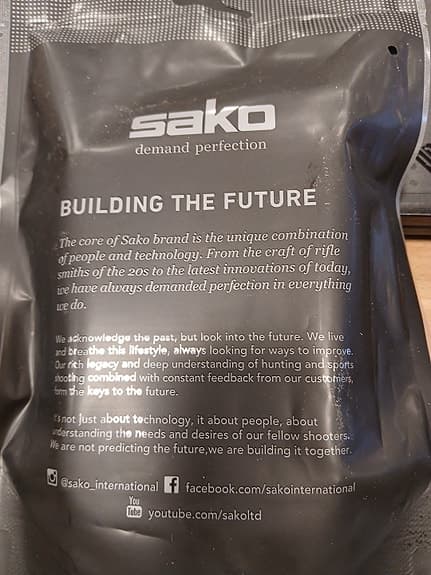 sako
demand perfection
BUILDING THE FUTURE
The core of Sako brand is the unique combination
of people and technology. From the craft of rifle
smiths of the 20s to the latest innovations of today,
we have always demanded perfection in everything
we do.
We acknowledge the past, but look into the future. We live
and breathe this lifestyle, always looking for ways to improve.
Our rich legacy and deep understanding of hunting and sports
shooting combined with constant feedback from our customers,
form the keys to the future.
It's not just about technology, it about people, about
understanding the needs and desires of our fellow shooters.
We are not predicting the future,we are building it together.
@sako_international facebook.com/sakointernational
You Tube youtube.com/sakoltd